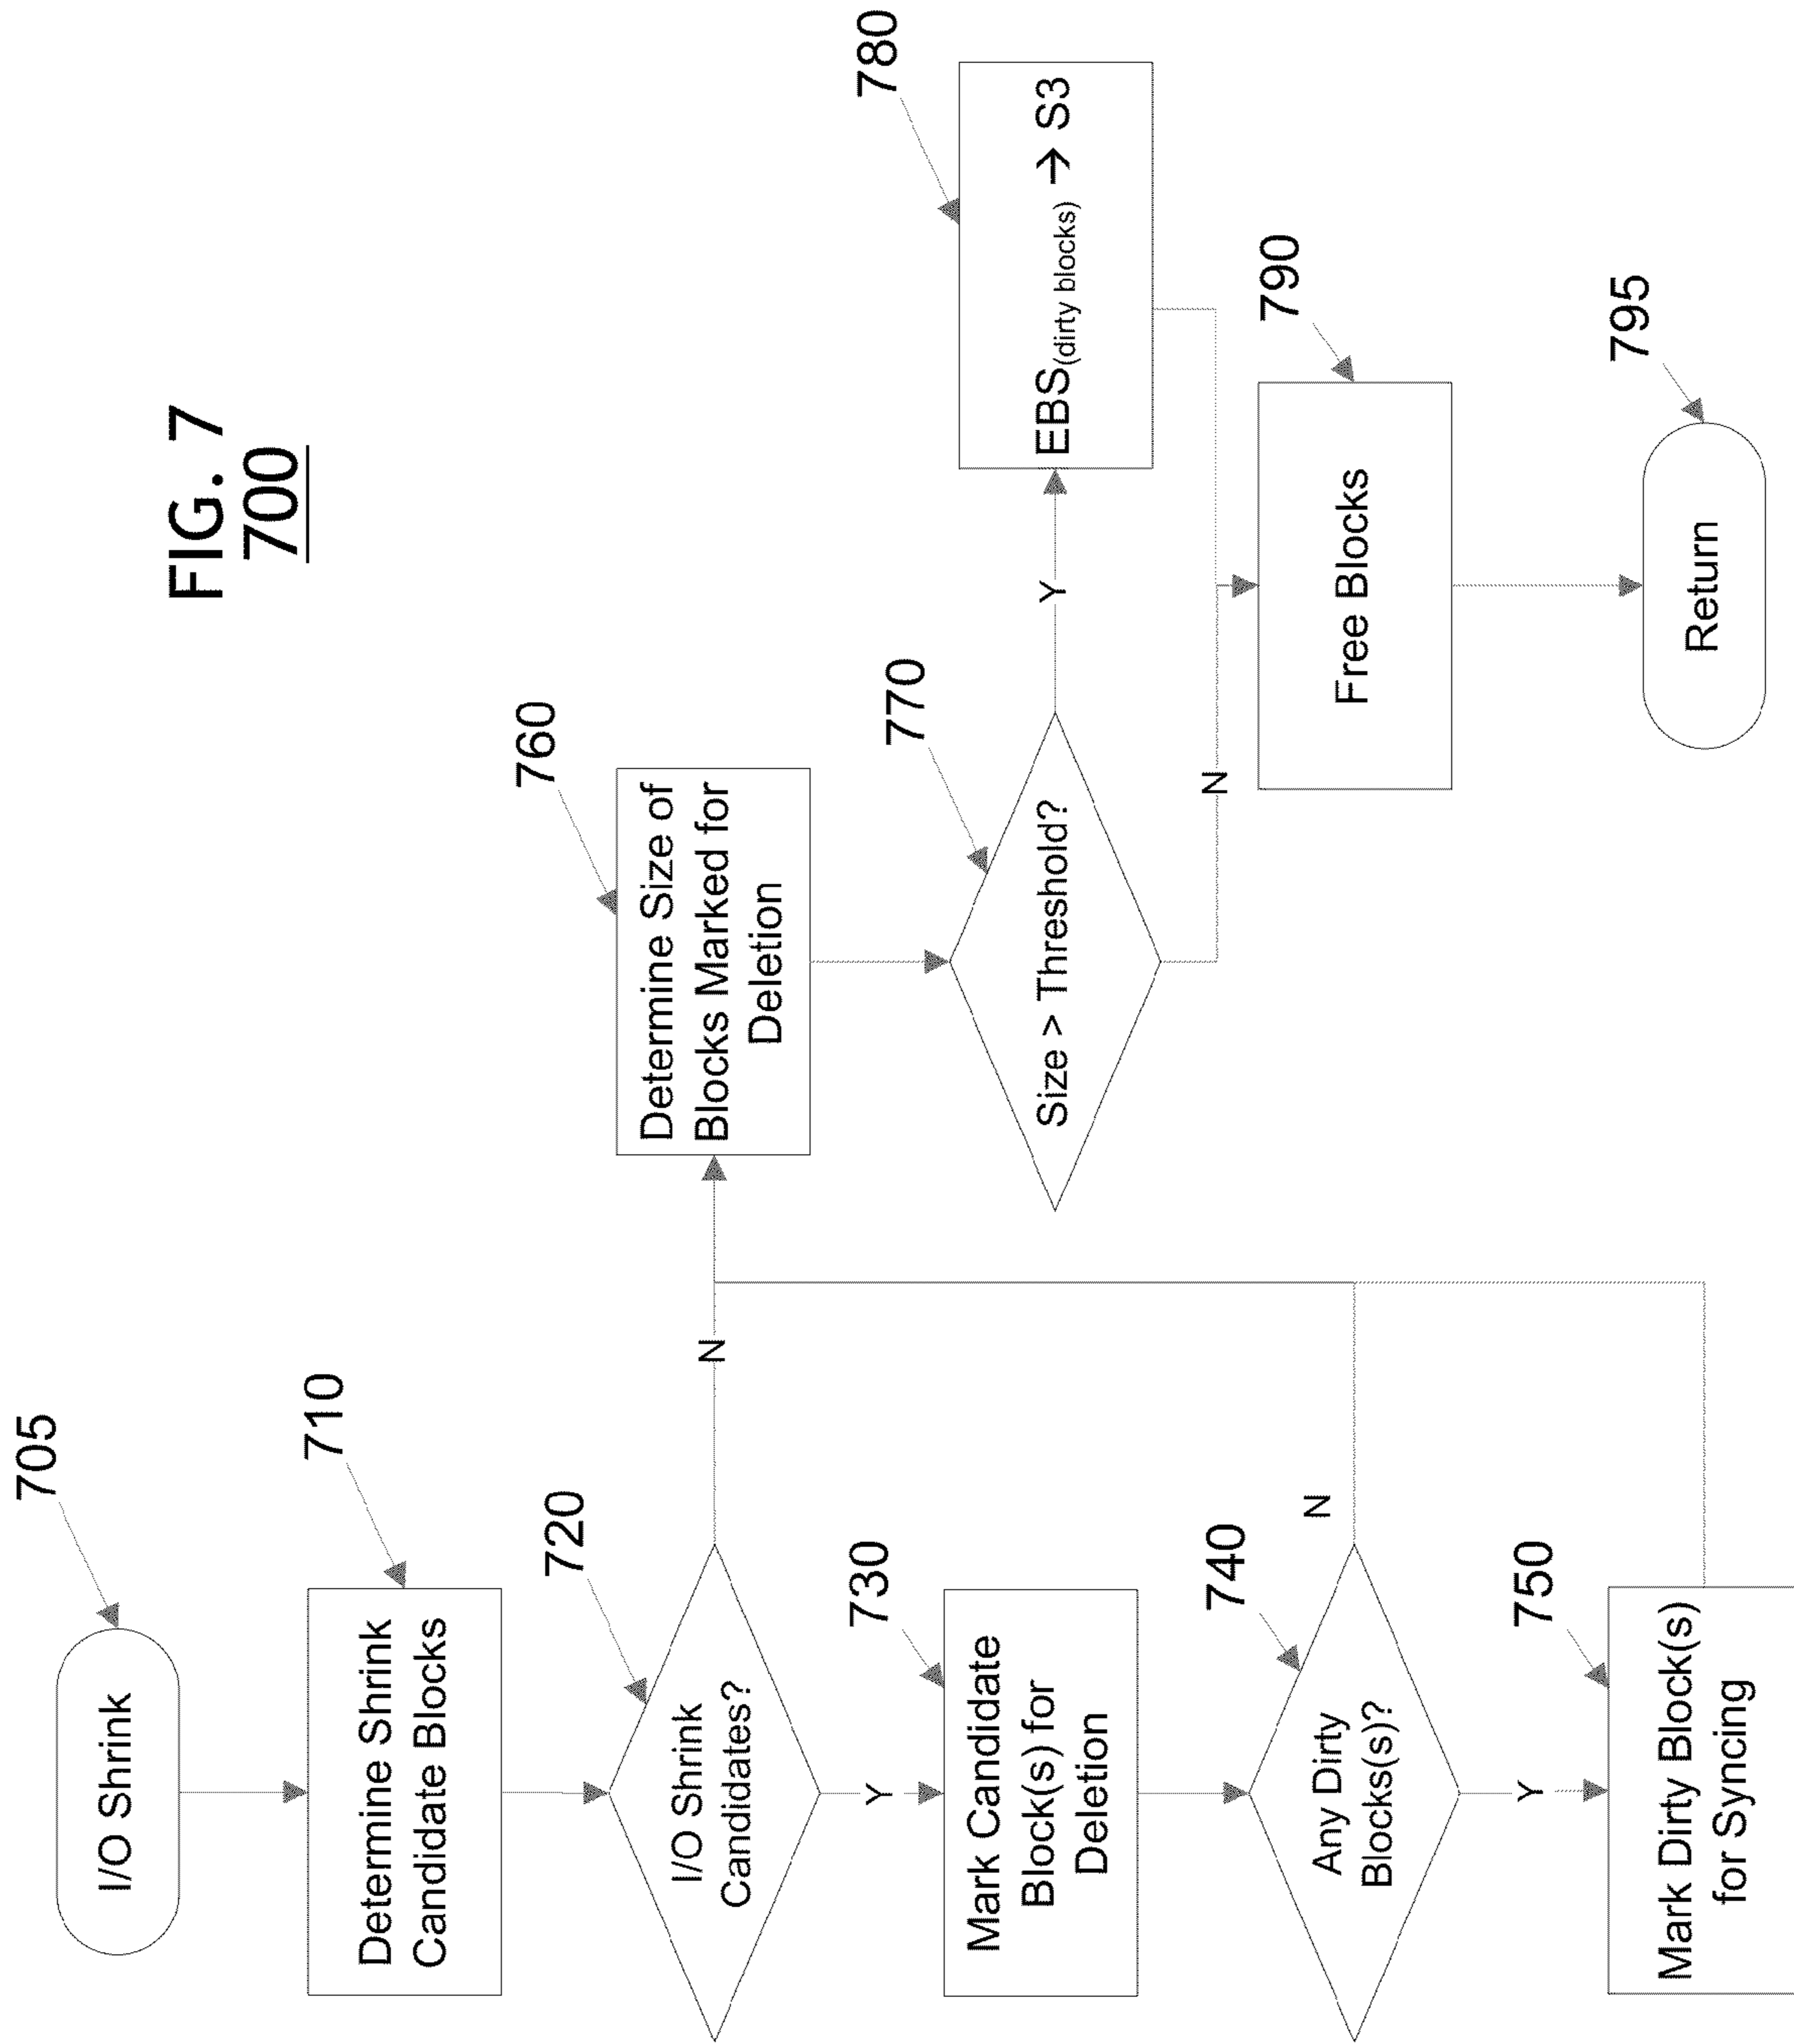 FIG. 7
700
705
I/O Shrink
710
Determine Shrink
Candidate Blocks
720
I/O Shrink
Candidates?
N
Y
730
Mark Candidate
Block(s) for
Deletion
740
Any Dirty
Blocks(s)?
N
Y
750
Mark Dirty Block(s)
for Syncing
760
Determine Size of
Blocks Marked for
Deletion
770
Size > Threshold?
Y
N
780
EBS(dirty blocks) → S3
790
Free Blocks
795
Return